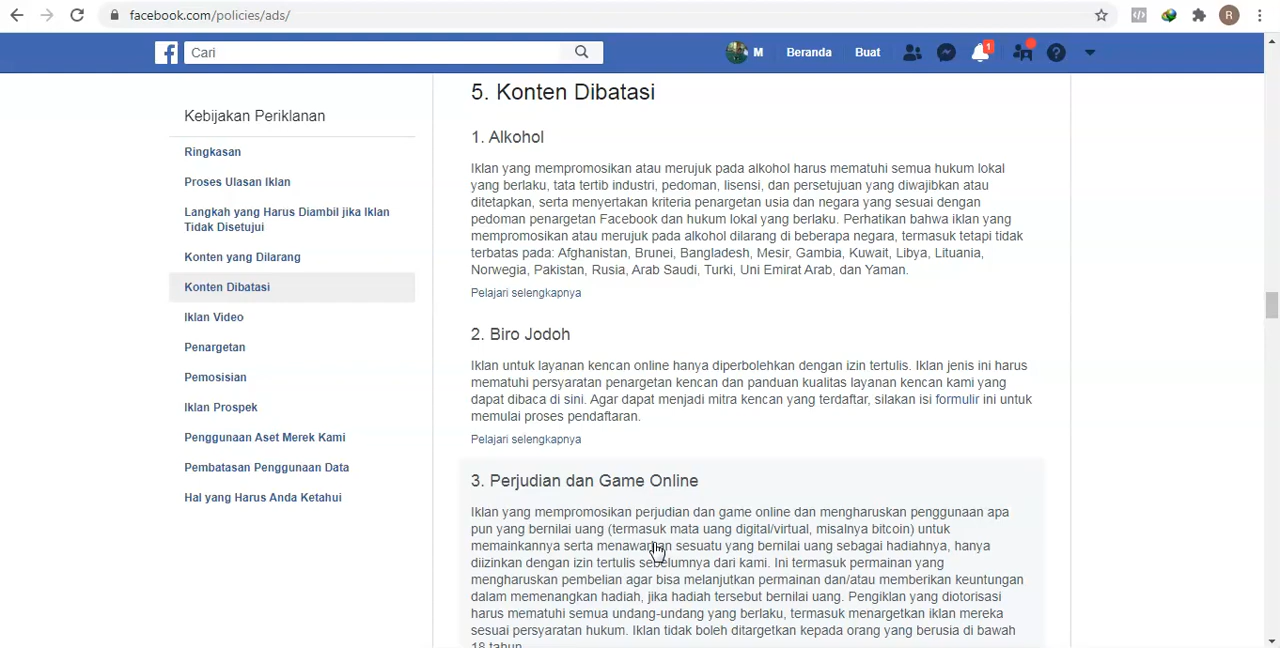 facebook.com/policies/ads/
R
Cari
M
Beranda
Buat
1
Kebijakan Periklanan
Ringkasan
Proses Ulasan Iklan
Langkah yang Harus Diambil jika Iklan
Tidak Disetujui
Konten yang Dilarang
Konten Dibatasi
Iklan Video
Penargetan
Pemosisian
Iklan Prospek
Penggunaan Aset Merek Kami
Pembatasan Penggunaan Data
Hal yang Harus Anda Ketahui
5. Konten Dibatasi
1. Alkohol
Iklan yang mempromosikan atau merujuk pada alkohol harus mematuhi semua hukum lokal
yang berlaku, tata tertib industri, pedoman, lisensi, dan persetujuan yang diwajibkan atau
ditetapkan, serta menyertakan kriteria penargetan usia dan negara yang sesuai dengan
pedoman penargetan Facebook dan hukum lokal yang berlaku. Perhatikan bahwa iklan yang
mempromosikan atau merujuk pada alkohol dilarang di beberapa negara, termasuk tetapi tidak
terbatas pada: Afghanistan, Brunei, Bangladesh, Mesir, Gambia, Kuwait, Libya, Lituania,
Norwegia, Pakistan, Rusia, Arab Saudi, Turki, Uni Emirat Arab, dan Yaman.
Pelajari selengkapnya
2. Biro Jodoh
Iklan untuk layanan kencan online hanya diperbolehkan dengan izin tertulis. Iklan jenis ini harus
mematuhi persyaratan penargetan kencan dan panduan kualitas layanan kencan kami yang
dapat dibaca di sini. Agar dapat menjadi mitra kencan yang terdaftar, silakan isi formulir ini untuk
memulai proses pendaftaran.
Pelajari selengkapnya
3. Perjudian dan Game Online
Iklan yang mempromosikan perjudian dan game online dan mengharuskan penggunaan apa
pun yang bernilai uang (termasuk mata uang digital/virtual, misalnya bitcoin) untuk
memainkannya serta menawarkan sesuatu yang bernilai uang sebagai hadiahnya, hanya
diizinkan dengan izin tertulis sebelumnya dari kami. Ini termasuk permainan yang
mengharuskan pembelian agar bisa melanjutkan permainan dan/atau memberikan keuntungan
dalam memenangkan hadiah, jika hadiah tersebut bernilai uang. Pengiklan yang diotorisasi
harus mematuhi semua undang-undang yang berlaku, termasuk menargetkan iklan mereka
sesuai persyaratan hukum. Iklan tidak boleh ditargetkan kepada orang yang berusia di bawah
18 tahun.